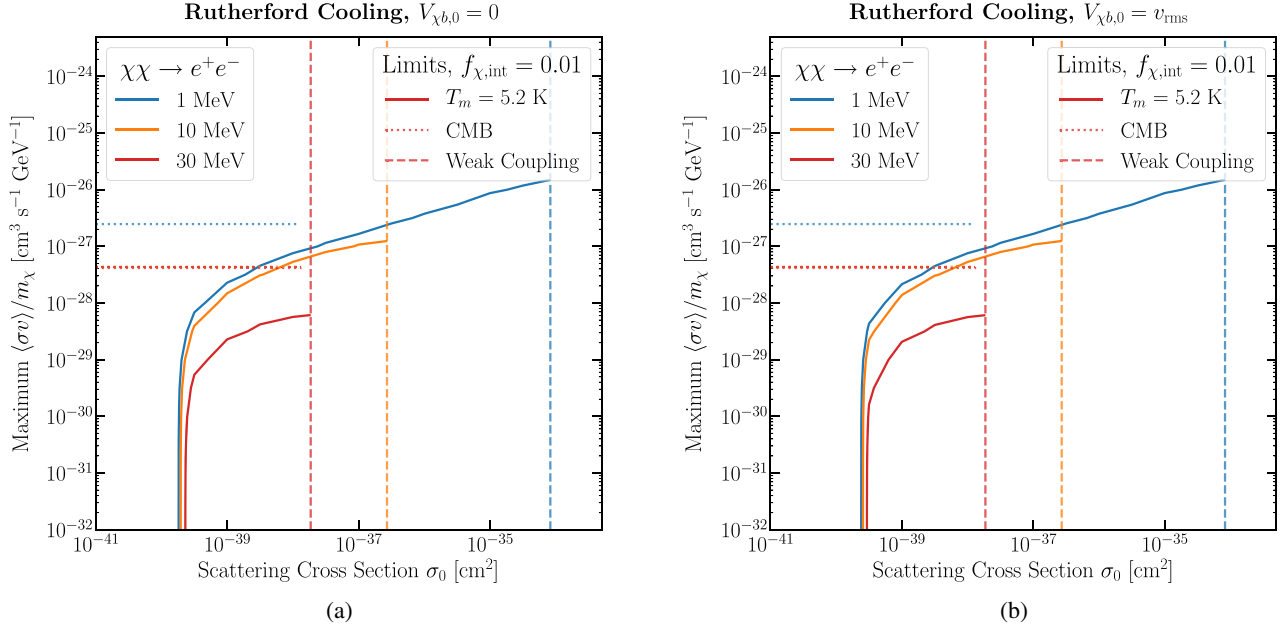 Rutherford Cooling, $V_{\chi b,0} = 0$
Maximum $\langle\sigma v\rangle/m_\chi$ [cm$^3$ s$^{-1}$ GeV$^{-1}$]
$10^{-24}$
$10^{-25}$
$10^{-26}$
$10^{-27}$
$10^{-28}$
$10^{-29}$
$10^{-30}$
$10^{-31}$
$10^{-32}$
$\chi\chi \rightarrow e^+e^-$
1 MeV
10 MeV
30 MeV
Limits, $f_{\chi,\mathrm{int}} = 0.01$
$T_m = 5.2$ K
CMB
Weak Coupling
$10^{-41}$ $10^{-39}$ $10^{-37}$ $10^{-35}$
Scattering Cross Section $\sigma_0$ [cm$^2$]
(a)
Rutherford Cooling, $V_{\chi b,0} = v_{\mathrm{rms}}$
Maximum $\langle\sigma v\rangle/m_\chi$ [cm$^3$ s$^{-1}$ GeV$^{-1}$]
$10^{-24}$
$10^{-25}$
$10^{-26}$
$10^{-27}$
$10^{-28}$
$10^{-29}$
$10^{-30}$
$10^{-31}$
$10^{-32}$
$\chi\chi \rightarrow e^+e^-$
1 MeV
10 MeV
30 MeV
Limits, $f_{\chi,\mathrm{int}} = 0.01$
$T_m = 5.2$ K
CMB
Weak Coupling
$10^{-41}$ $10^{-39}$ $10^{-37}$ $10^{-35}$
Scattering Cross Section $\sigma_0$ [cm$^2$]
(b)